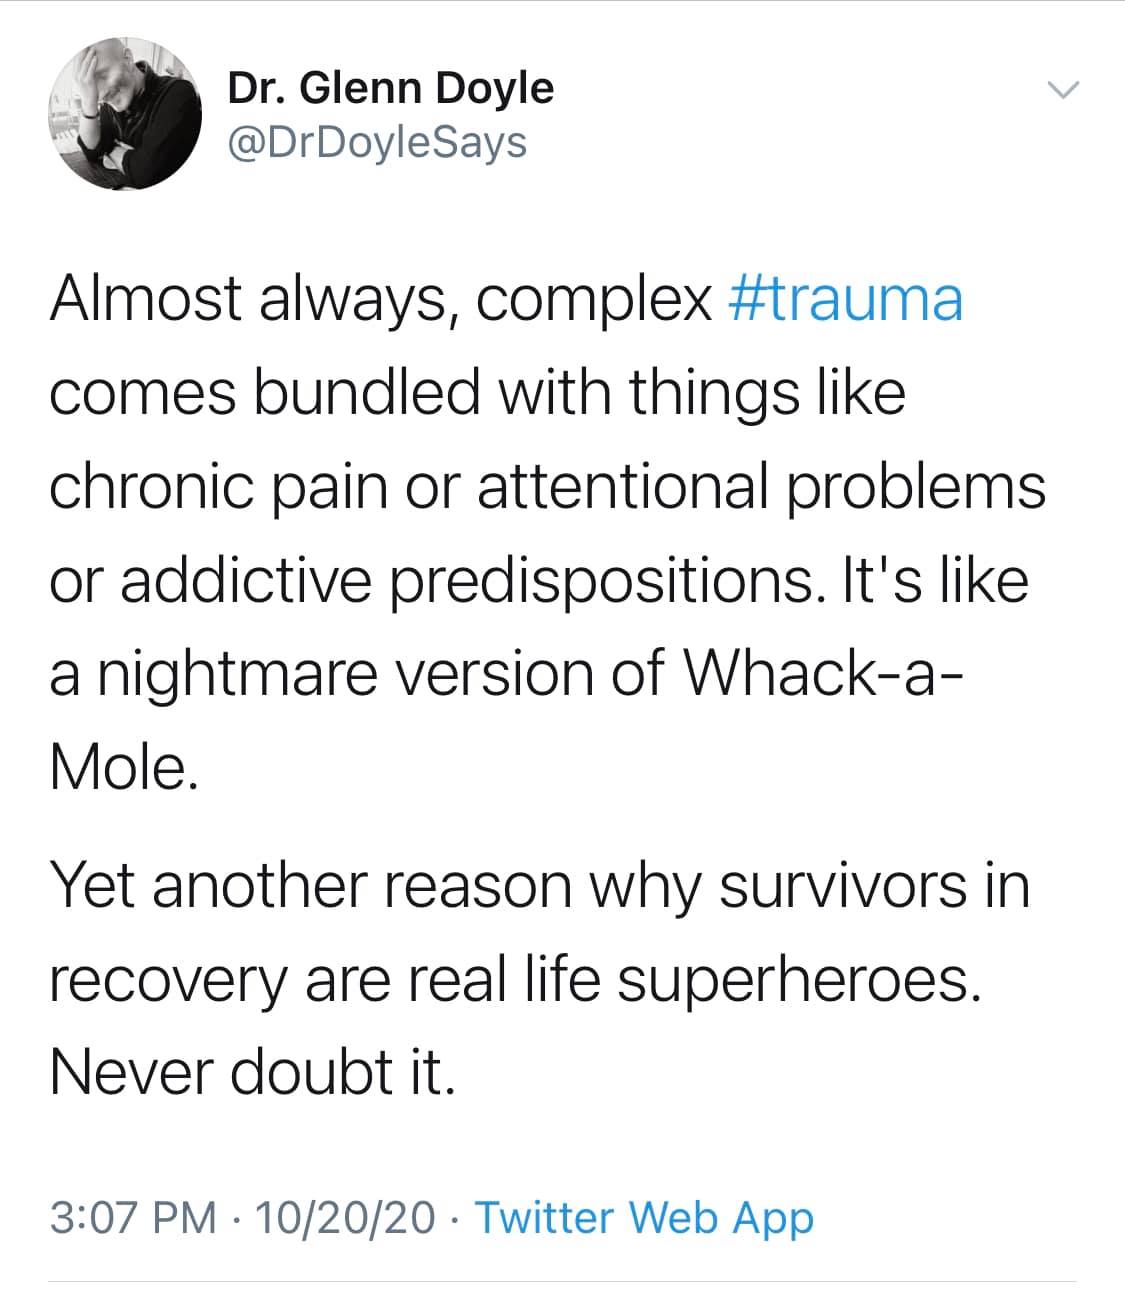 Dr. Glenn Doyle
@DrDoyleSays
Almost always, complex #trauma
comes bundled with things like
chronic pain or attentional problems
or addictive predispositions. It's like
a nightmare version of Whack-a-
Mole.
Yet another reason why survivors in
recovery are real life superheroes.
Never doubt it.
3:07 PM · 10/20/20 · Twitter Web App